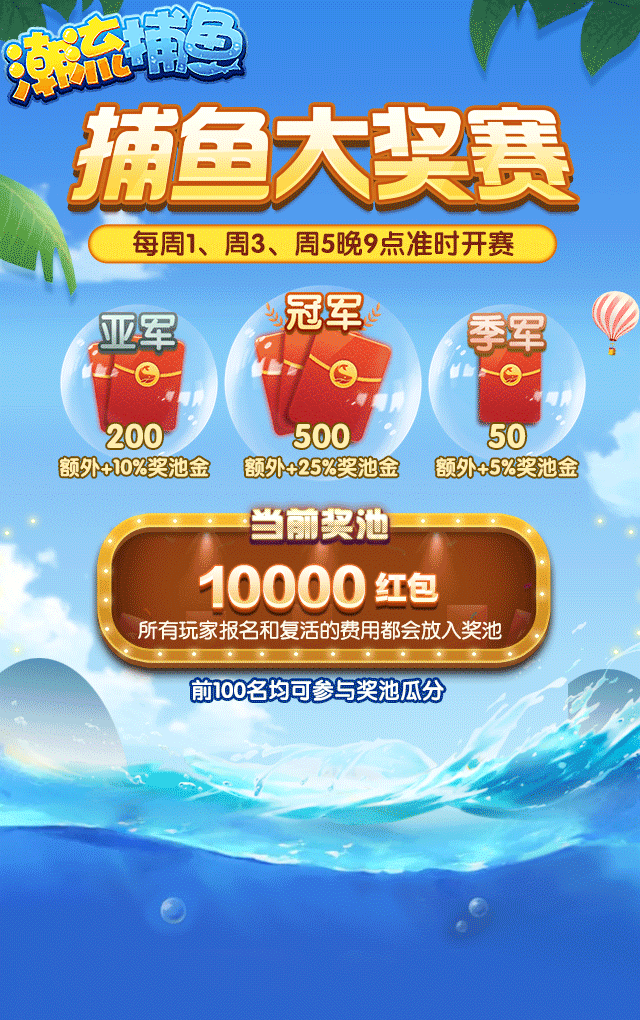 潮流捕鱼
捕鱼大奖赛
每周1、周3、周5晚9点准时开赛
亚军
冠军
季军
200
500
50
额外+10%奖池金
额外+25%奖池金
额外+5%奖池金
当前奖池
10000 红包
所有玩家报名和复活的费用都会放入奖池
前100名均可参与奖池瓜分